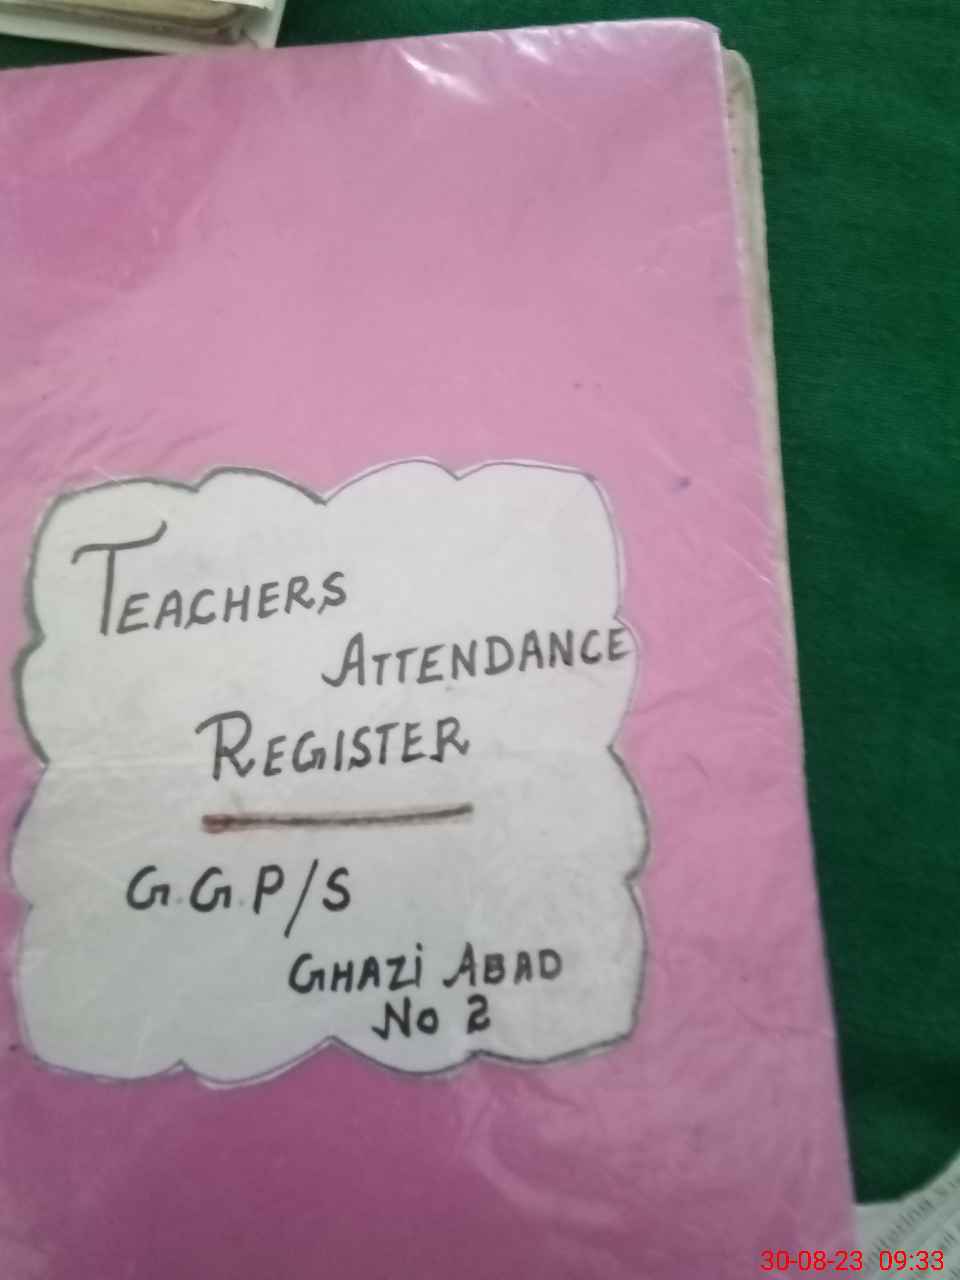 TEACHERS
ATTENDANCE
REGISTER
G.G.P/S
GHAZi ABAD
No 2
30-08-23 09:33